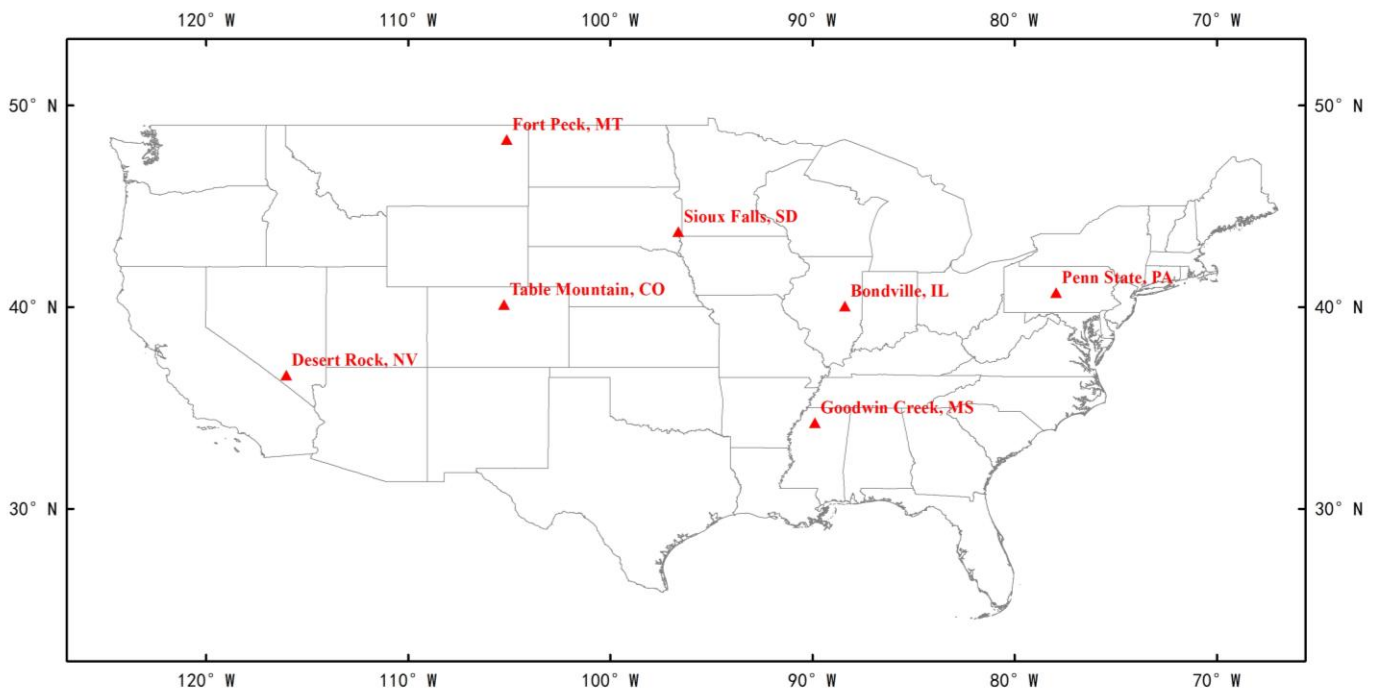 120° W 110° W 100° W 90° W 80° W 70° W
50° N 50° N
Fort Peck, MT
Sioux Falls, SD
Penn State, PA
Table Mountain, CO
Bondville, IL
40° N 40° N
Desert Rock, NV
Goodwin Creek, MS
30° N 30° N
120° W 110° W 100° W 90° W 80° W 70° W